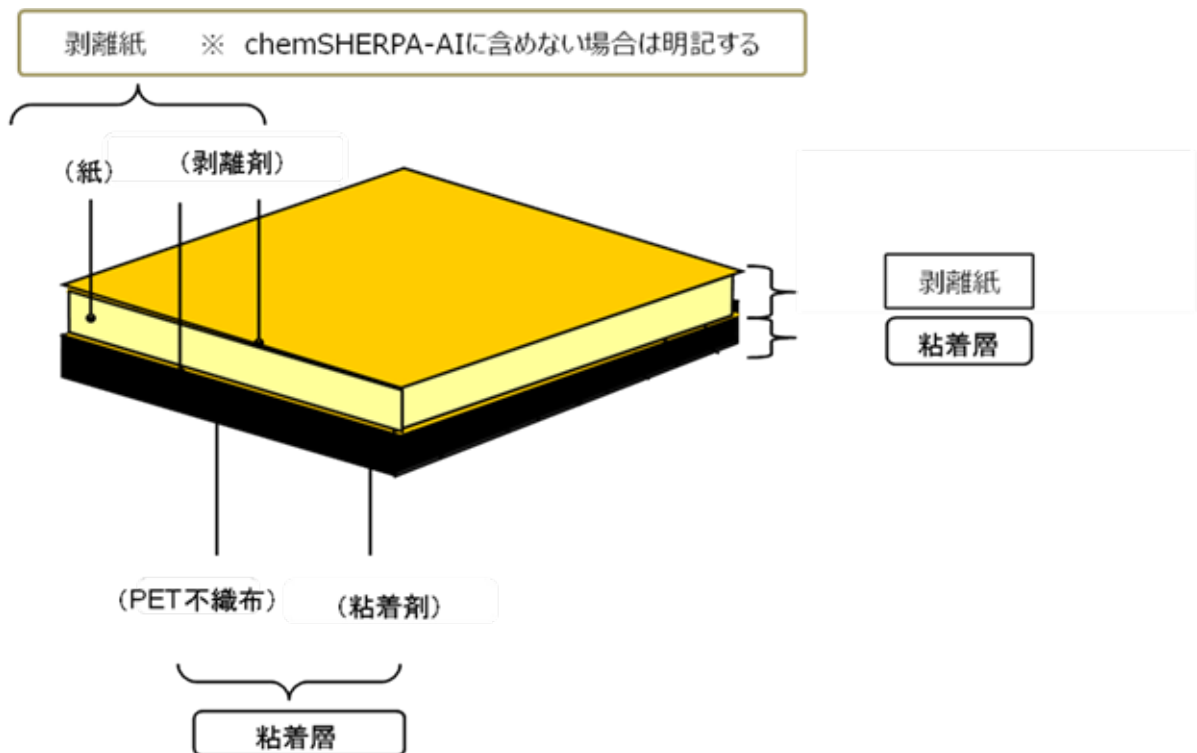 剥離紙 ※ chemSHERPA-AIに含めない場合は明記する
（紙） （剥離剤）
剥離紙
粘着層
（PET不織布） （粘着剤）
粘着層